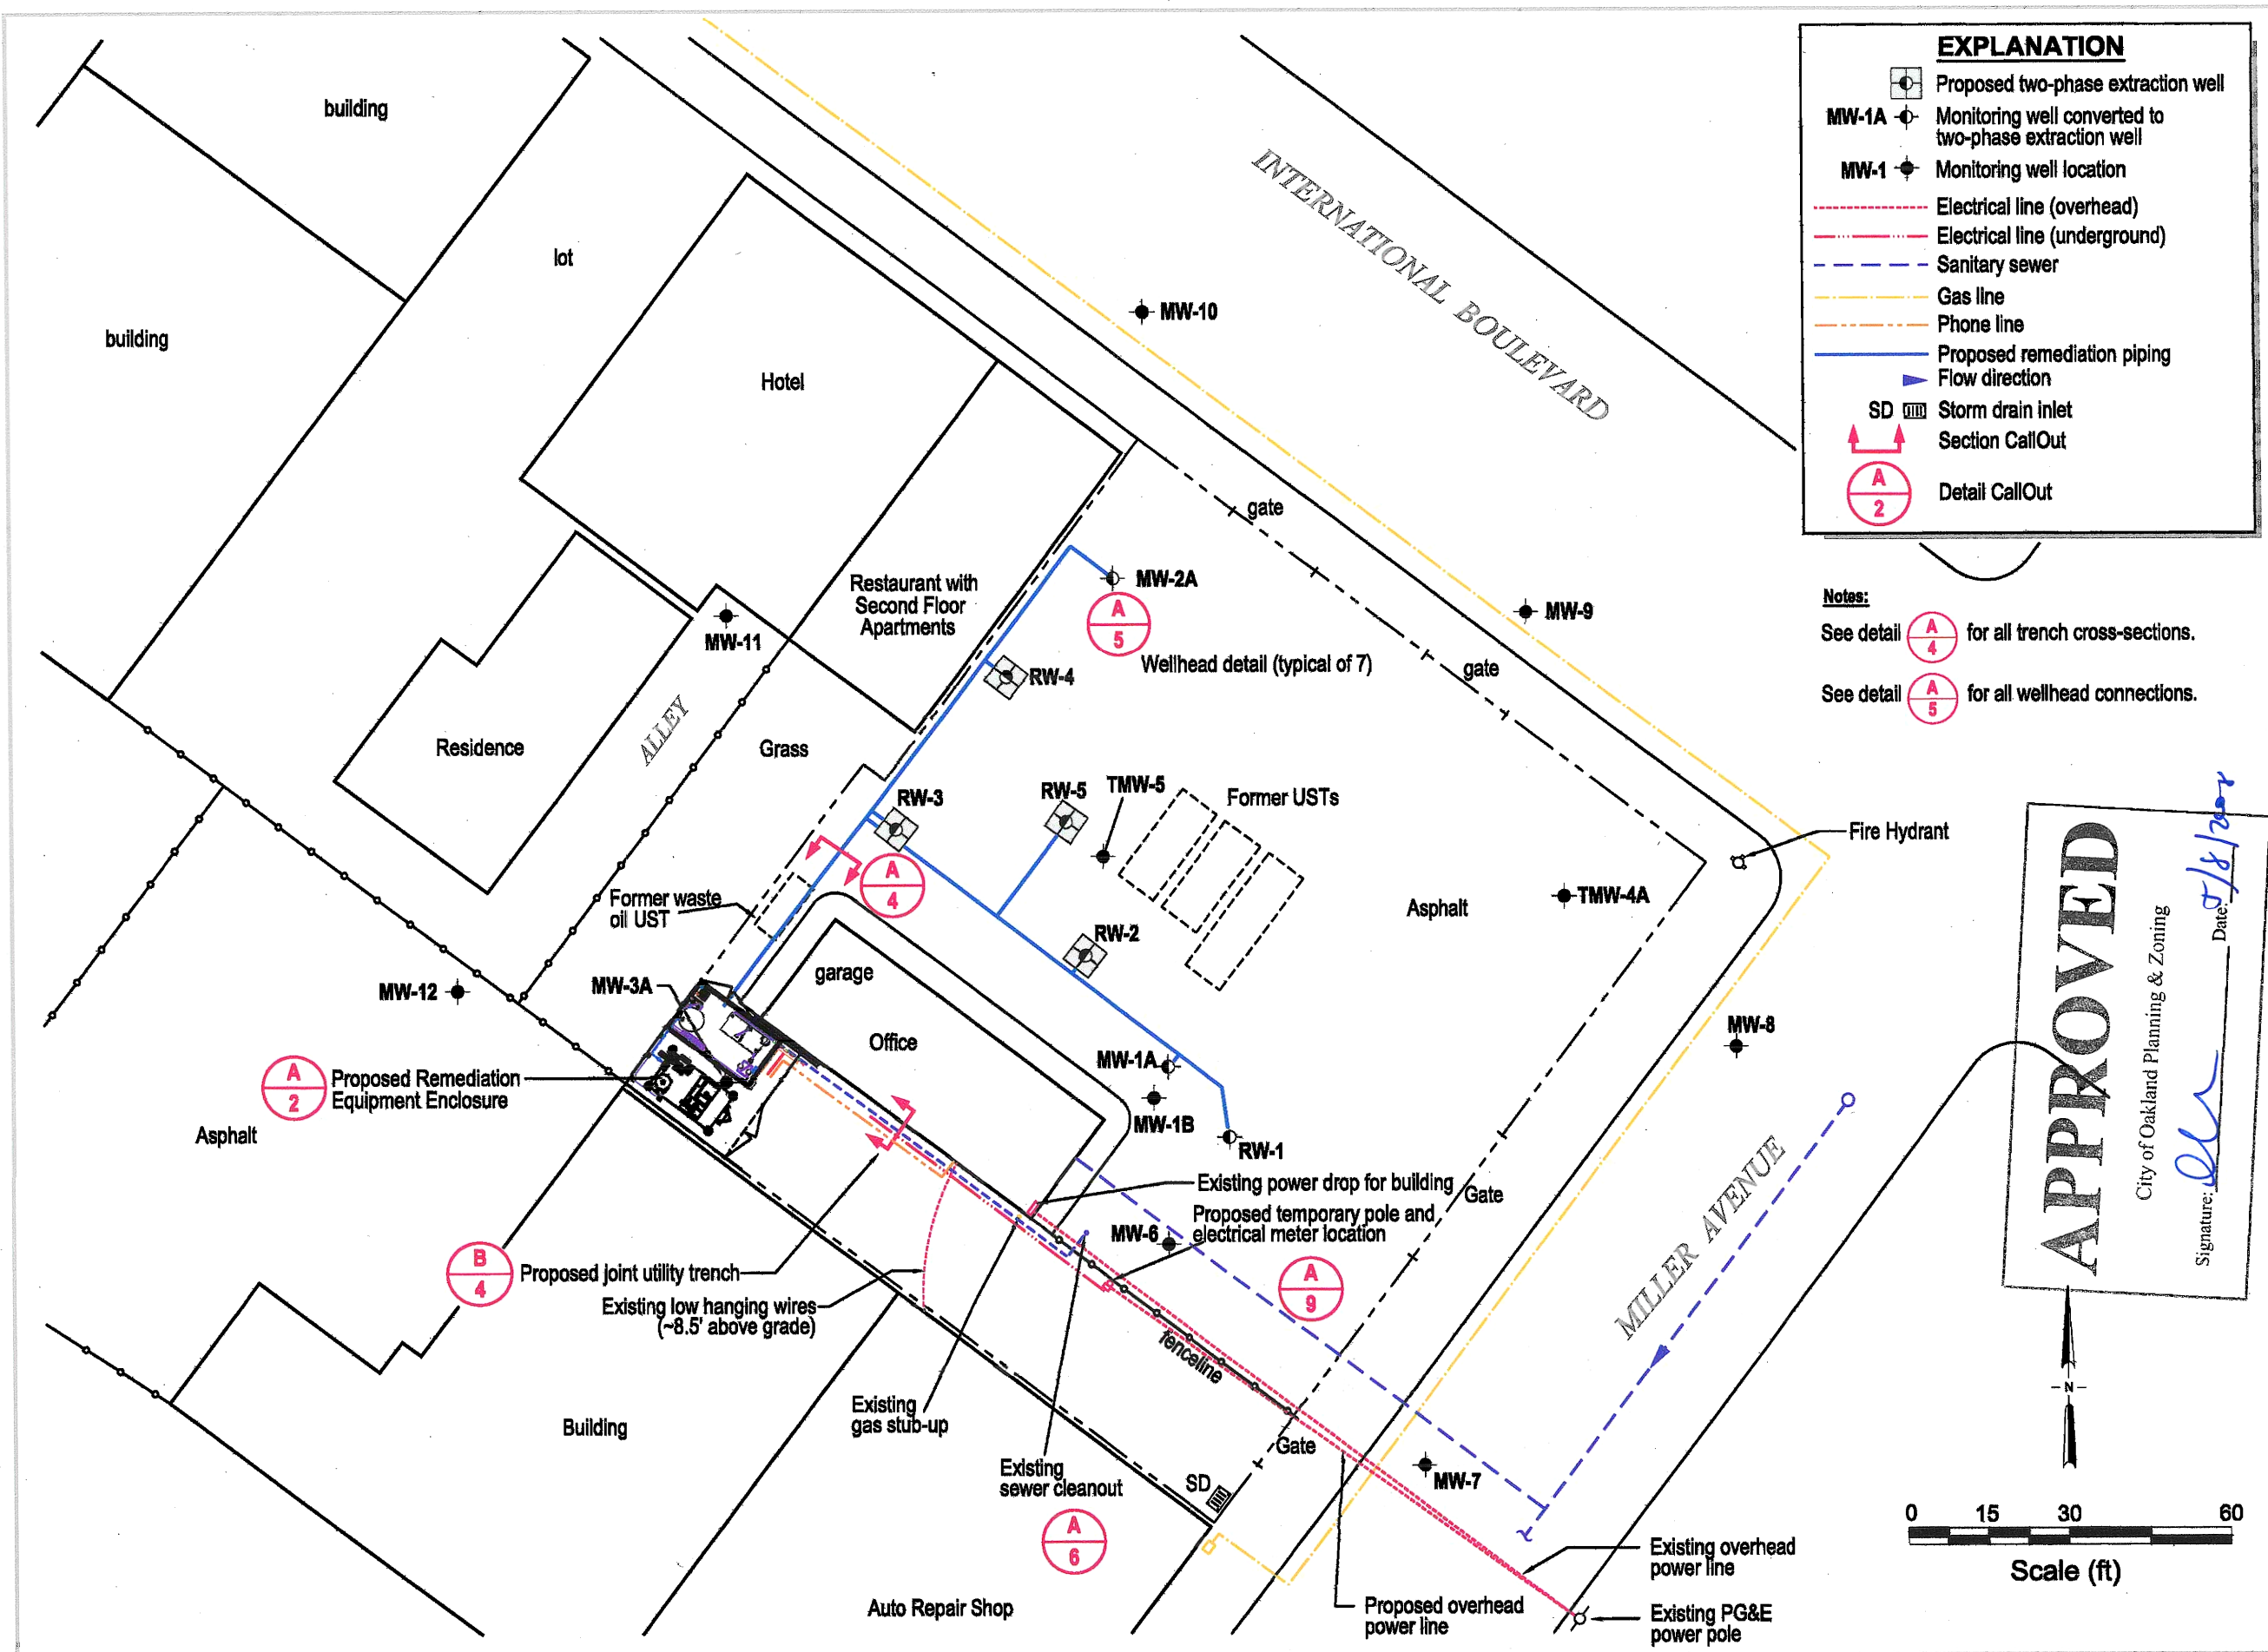 EXPLANATION
Proposed two-phase extraction well
MW-1A Monitoring well converted to
two-phase extraction well
MW-1 Monitoring well location
Electrical line (overhead)
Electrical line (underground)
Sanitary sewer
Gas line
Phone line
Proposed remediation piping
Flow direction
SD Storm drain inlet
Section CallOut
A
2
Detail CallOut
Notes:
See detail A/4 for all trench cross-sections.
See detail A/5 for all wellhead connections.
building
building
lot
Hotel
INTERNATIONAL BOULEVARD
MW-10
gate
MW-9
gate
Restaurant with
Second Floor
Apartments
MW-2A
A
5
Wellhead detail (typical of 7)
MW-11
RW-4
ALLEY
Residence
Grass
RW-3
RW-5
TMW-5
Former USTs
Fire Hydrant
A
4
Former waste
oil UST
TMW-4A
Asphalt
RW-2
garage
MW-12
MW-3A
Office
MW-8
MW-1A
A
2
Proposed Remediation
Equipment Enclosure
MW-1B
RW-1
Asphalt
Existing power drop for building
Gate
Proposed temporary pole and
electrical meter location
MW-6
MILLER AVENUE
B
4
Proposed joint utility trench
A
9
Existing low hanging wires
(~8.5' above grade)
fenceline
Existing
gas stub-up
Building
Gate
Existing
sewer cleanout
SD
MW-7
A
6
Auto Repair Shop
Proposed overhead
power line
Existing overhead
power line
Existing PG&E
power pole
APPROVED
City of Oakland Planning & Zoning
Signature:
Date: 5/8/2008
N
0 15 30 60
Scale (ft)